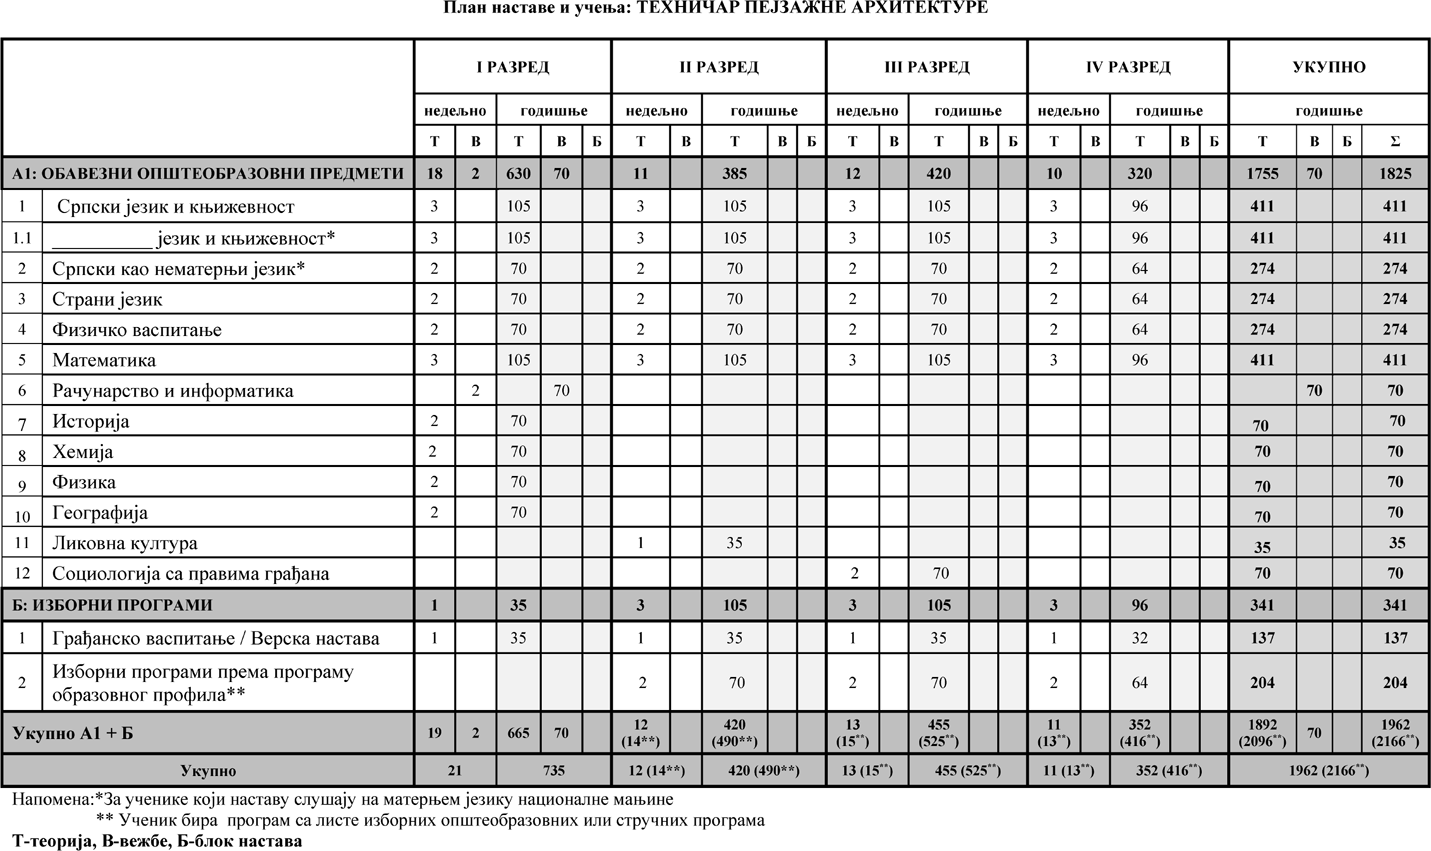 План наставе и учења: ТЕХНИЧАР ПЕЈЗАЖНЕ АРХИТЕКТУРЕ
I РАЗРЕД II РАЗРЕД III РАЗРЕД IV РАЗРЕД УКУПНО
недељно годишње недељно годишње недељно годишње недељно годишње годишње
Т В Т В Б Т В Т В Б Т В Т В Б Т В Т В Б Т В Б Σ
А1: ОБАВЕЗНИ ОПШТЕОБРАЗОВНИ ПРЕДМЕТИ 18 2 630 70 11 385 12 420 10 320 1755 70 1825
1 Српски језик и књижевност 3 105 3 105 3 105 3 96 411 411
1.1 ___________ језик и књижевност* 3 105 3 105 3 105 3 96 411 411
2 Српски као нематерњи језик* 2 70 2 70 2 70 2 64 274 274
3 Страни језик 2 70 2 70 2 70 2 64 274 274
4 Физичко васпитање 2 70 2 70 2 70 2 64 274 274
5 Математика 3 105 3 105 3 105 3 96 411 411
6 Рачунарство и информатика 2 70 70 70
7 Историја 2 70 70 70
8 Хемија 2 70 70 70
9 Физика 2 70 70 70
10 Географија 2 70 70 70
11 Ликовна култура 1 35 35 35
12 Социологија са правима грађана 2 70 70 70
Б: ИЗБОРНИ ПРОГРАМИ 1 35 3 105 3 105 3 96 341 341
1 Грађанско васпитање / Верска настава 1 35 1 35 1 35 1 32 137 137
2 Изборни програми према програму
образовног профила** 2 70 2 70 2 64 204 204
Укупно А1 + Б 19 2 665 70 12 420 13 455 11 352 1892 70 1962
(14**) (490**) (15**) (525**) (13**) (416**) (2096**) (2166**)
Укупно 21 735 12 (14**) 420 (490**) 13 (15**) 455 (525**) 11 (13**) 352 (416**) 1962 (2166**)
Напомена:*За ученике који наставу слушају на матерњем језику националне мањине
** Ученик бира програм са листе изборних општеобразовних или стручних програма
Т-теорија, В-вежбе, Б-блок настава